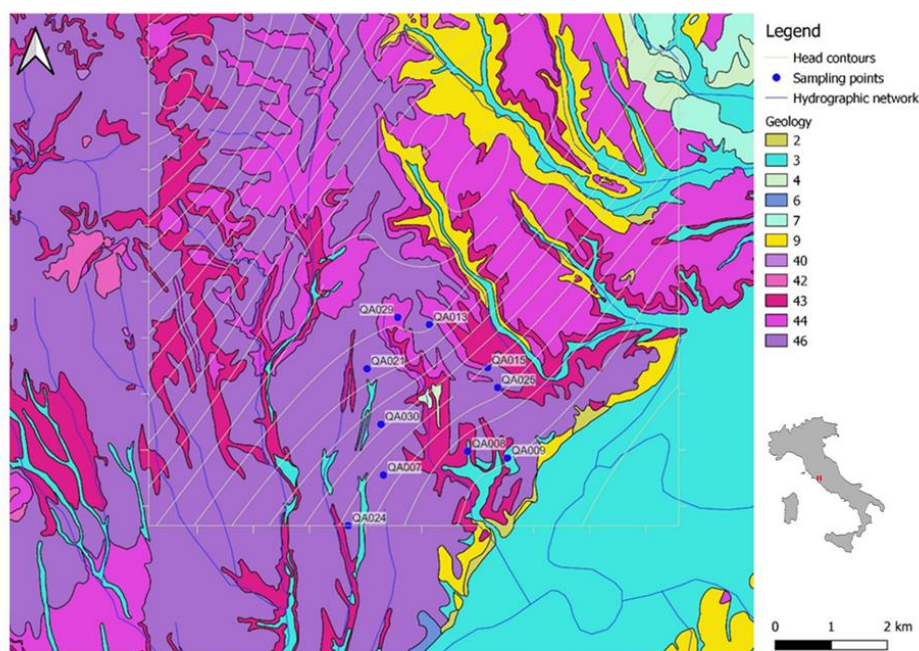 Legend
Head contours
Sampling points
Hydrographic network
Geology
2
3
4
6
7
9
40
42
43
44
46
QA029
QA013
QA021
QA015
QA025
QA030
QA008
QA009
QA007
QA024
0 1 2 km